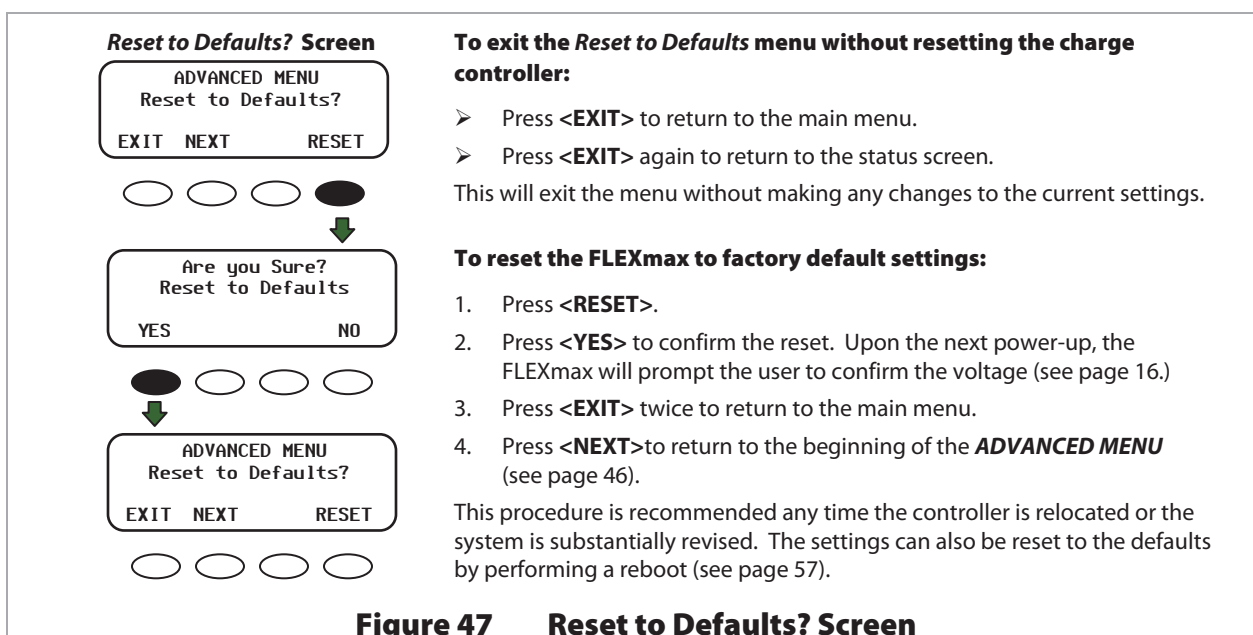 Reset to Defaults? Screen
ADVANCED MENU
Reset to Defaults?
EXIT NEXT RESET
Are you Sure?
Reset to Defaults
YES NO
ADVANCED MENU
Reset to Defaults?
EXIT NEXT RESET
To exit the Reset to Defaults menu without resetting the charge
controller:
➢ Press <EXIT> to return to the main menu.
➢ Press <EXIT> again to return to the status screen.
This will exit the menu without making any changes to the current settings.
To reset the FLEXmax to factory default settings:
1. Press <RESET>.
2. Press <YES> to confirm the reset. Upon the next power-up, the
FLEXmax will prompt the user to confirm the voltage (see page 16.)
3. Press <EXIT> twice to return to the main menu.
4. Press <NEXT>to return to the beginning of the ADVANCED MENU
(see page 46).
This procedure is recommended any time the controller is relocated or the
system is substantially revised. The settings can also be reset to the defaults
by performing a reboot (see page 57).
Figure 47 Reset to Defaults? Screen